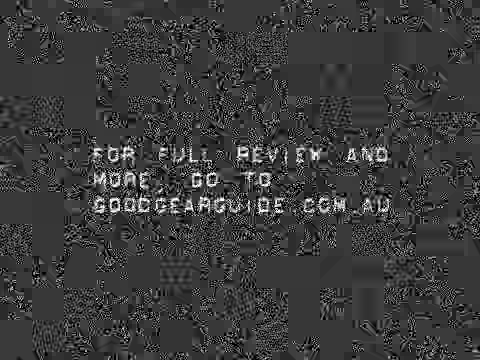 FOR FULL REVIEW AND
MORE, GO TO
GOODGEARGUIDE.COM.AU